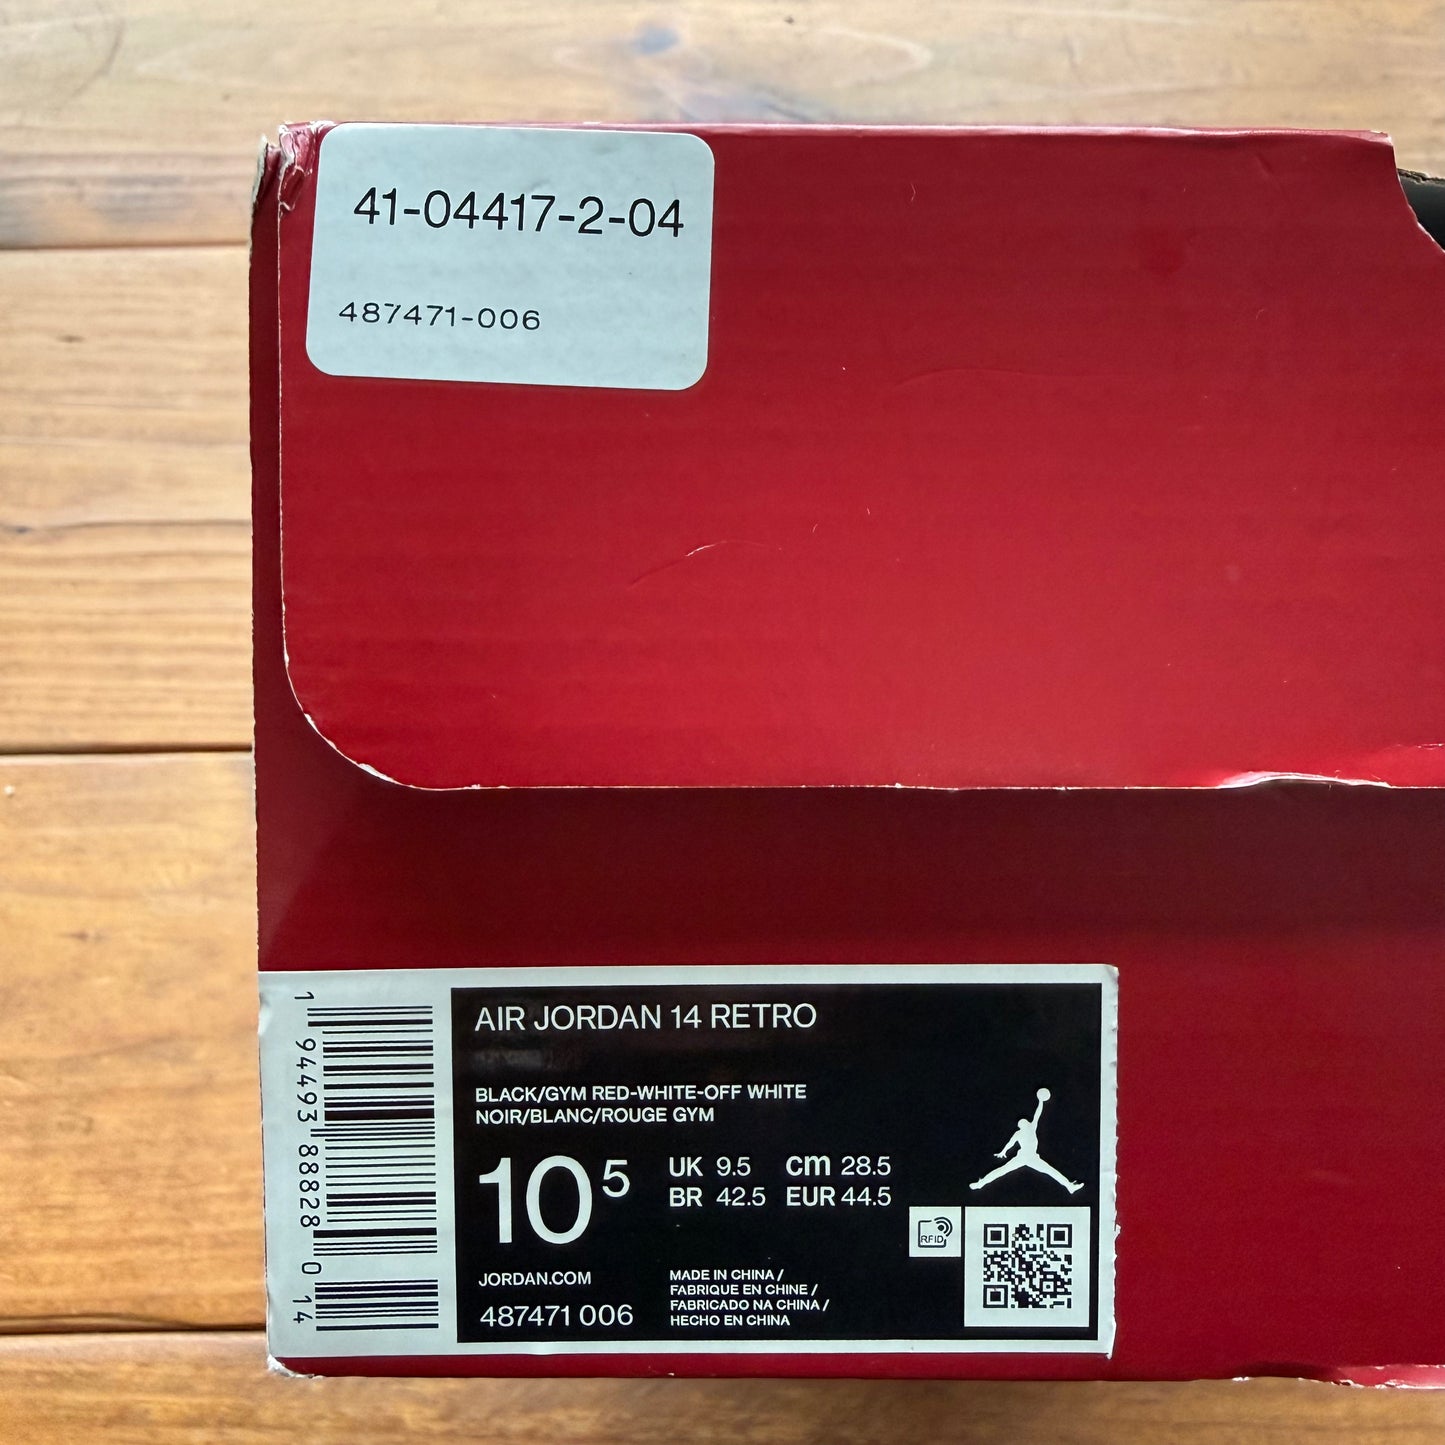 41-04417-2-04
487471-006
1 94493 88828 0 14
AIR JORDAN 14 RETRO
BLACK/GYM RED-WHITE-OFF WHITE
NOIR/BLANC/ROUGE GYM
10 5
UK 9.5 cm 28.5
BR 42.5 EUR 44.5
RFID
JORDAN.COM
487471 006
MADE IN CHINA /
FABRIQUE EN CHINE /
FABRICADO NA CHINA /
HECHO EN CHINA